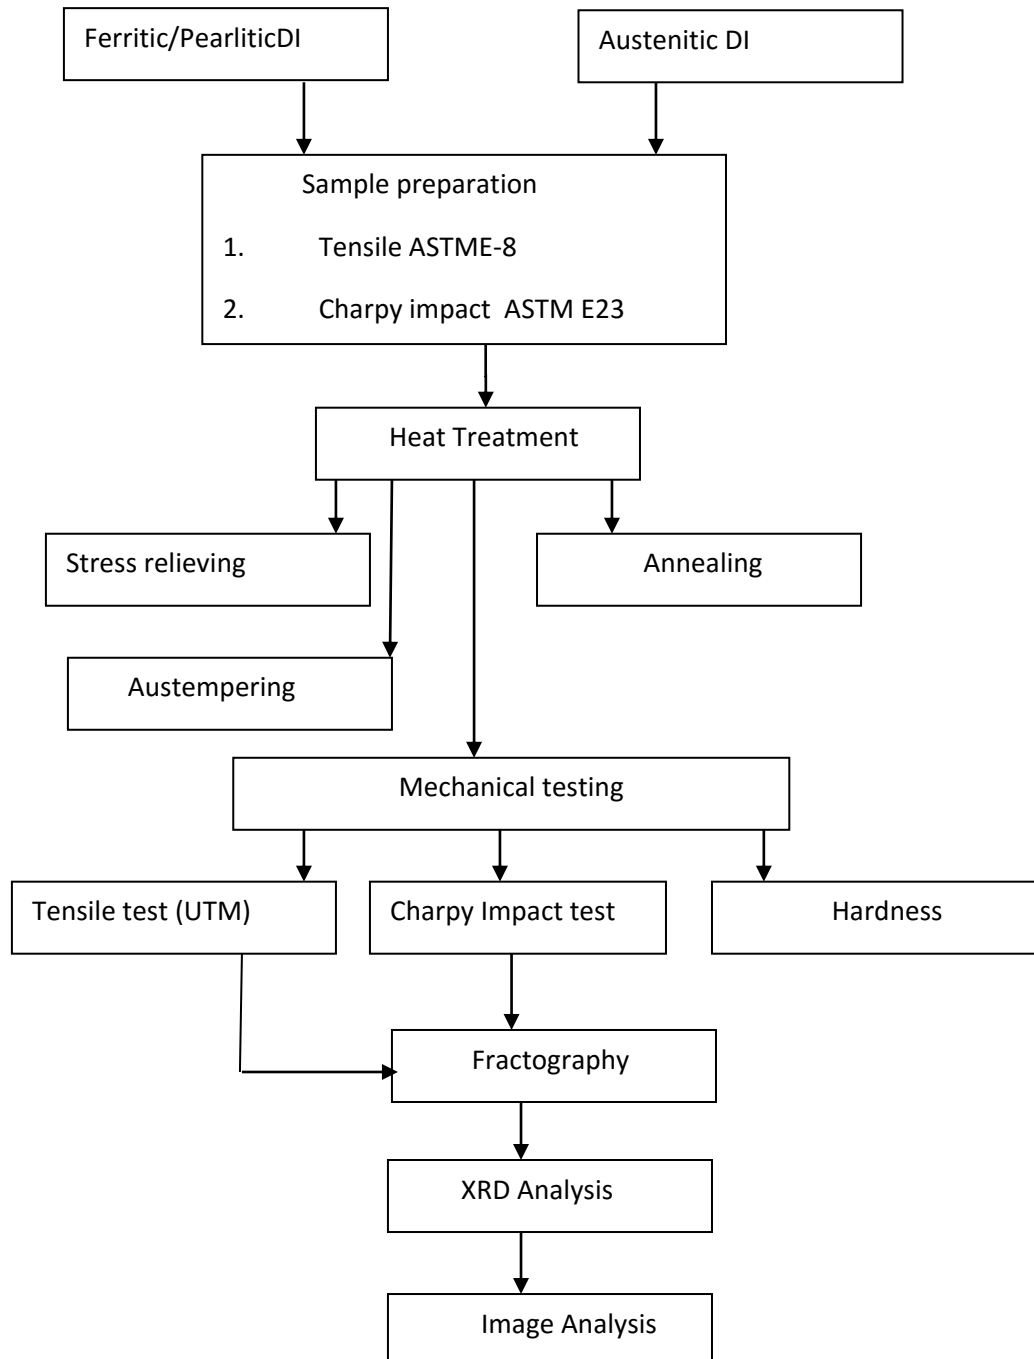 Ferritic/PearliticDI
Austenitic DI
Sample preparation
1. Tensile ASTME-8
2. Charpy impact ASTM E23
Heat Treatment
Stress relieving
Annealing
Austempering
Mechanical testing
Tensile test (UTM)
Charpy Impact test
Hardness
Fractography
XRD Analysis
Image Analysis